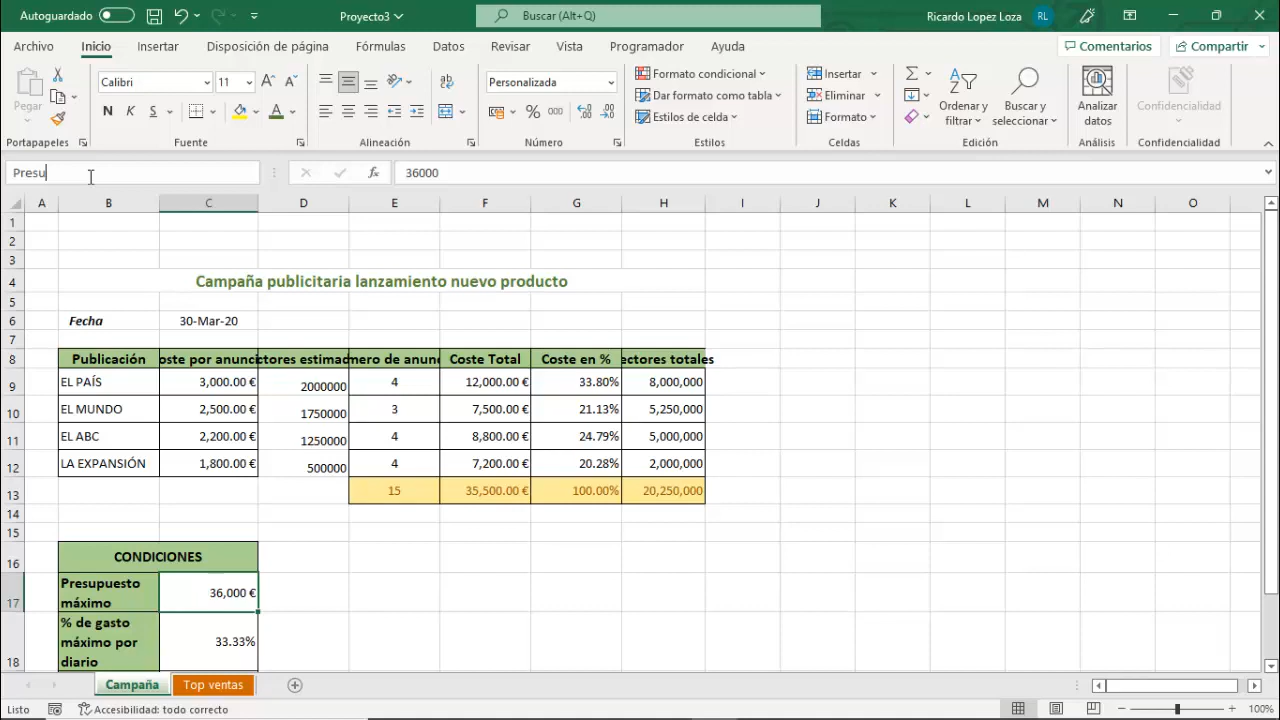 Autoguardado
Proyecto3
Buscar (Alt+Q)
Ricardo Lopez Loza
RL
Archivo Inicio Insertar Disposición de página Fórmulas Datos Revisar Vista Programador Ayuda
Comentarios Compartir
Pegar
Calibri 11
N K S
Personalizada
% 000
Formato condicional
Dar formato como tabla
Estilos de celda
Insertar
Eliminar
Formato
Ordenar y filtrar
Buscar y seleccionar
Analizar datos
Confidencialidad
Portapapeles Fuente Alineación Número Estilos Celdas Edición Análisis Confidencialidad
Presu fx 36000
A B C D E F G H I J K L M N O
1
2
3
4 Campaña publicitaria lanzamiento nuevo producto
5
6 Fecha 30-Mar-20
7
8 Publicación oste por anunci ctores estimad mero de anun Coste Total Coste en % ectores totales
9 EL PAÍS 3,000.00 € 2000000 4 12,000.00 € 33.80% 8,000,000
10 EL MUNDO 2,500.00 € 1750000 3 7,500.00 € 21.13% 5,250,000
11 EL ABC 2,200.00 € 1250000 4 8,800.00 € 24.79% 5,000,000
12 LA EXPANSIÓN 1,800.00 € 500000 4 7,200.00 € 20.28% 2,000,000
13 15 35,500.00 € 100.00% 20,250,000
14
15
16 CONDICIONES
17 Presupuesto máximo 36,000 €
18 % de gasto máximo por diario 33.33%
Campaña Top ventas
Listo Accesibilidad: todo correcto 100%